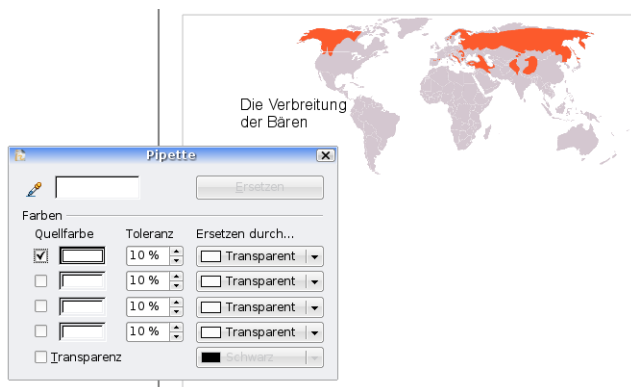 Die Verbreitung
der Bären
Pipette
Ersetzen
Farben
Quellfarbe Toleranz Ersetzen durch...
10 % Transparent
10 % Transparent
10 % Transparent
10 % Transparent
Transparenz Schwarz